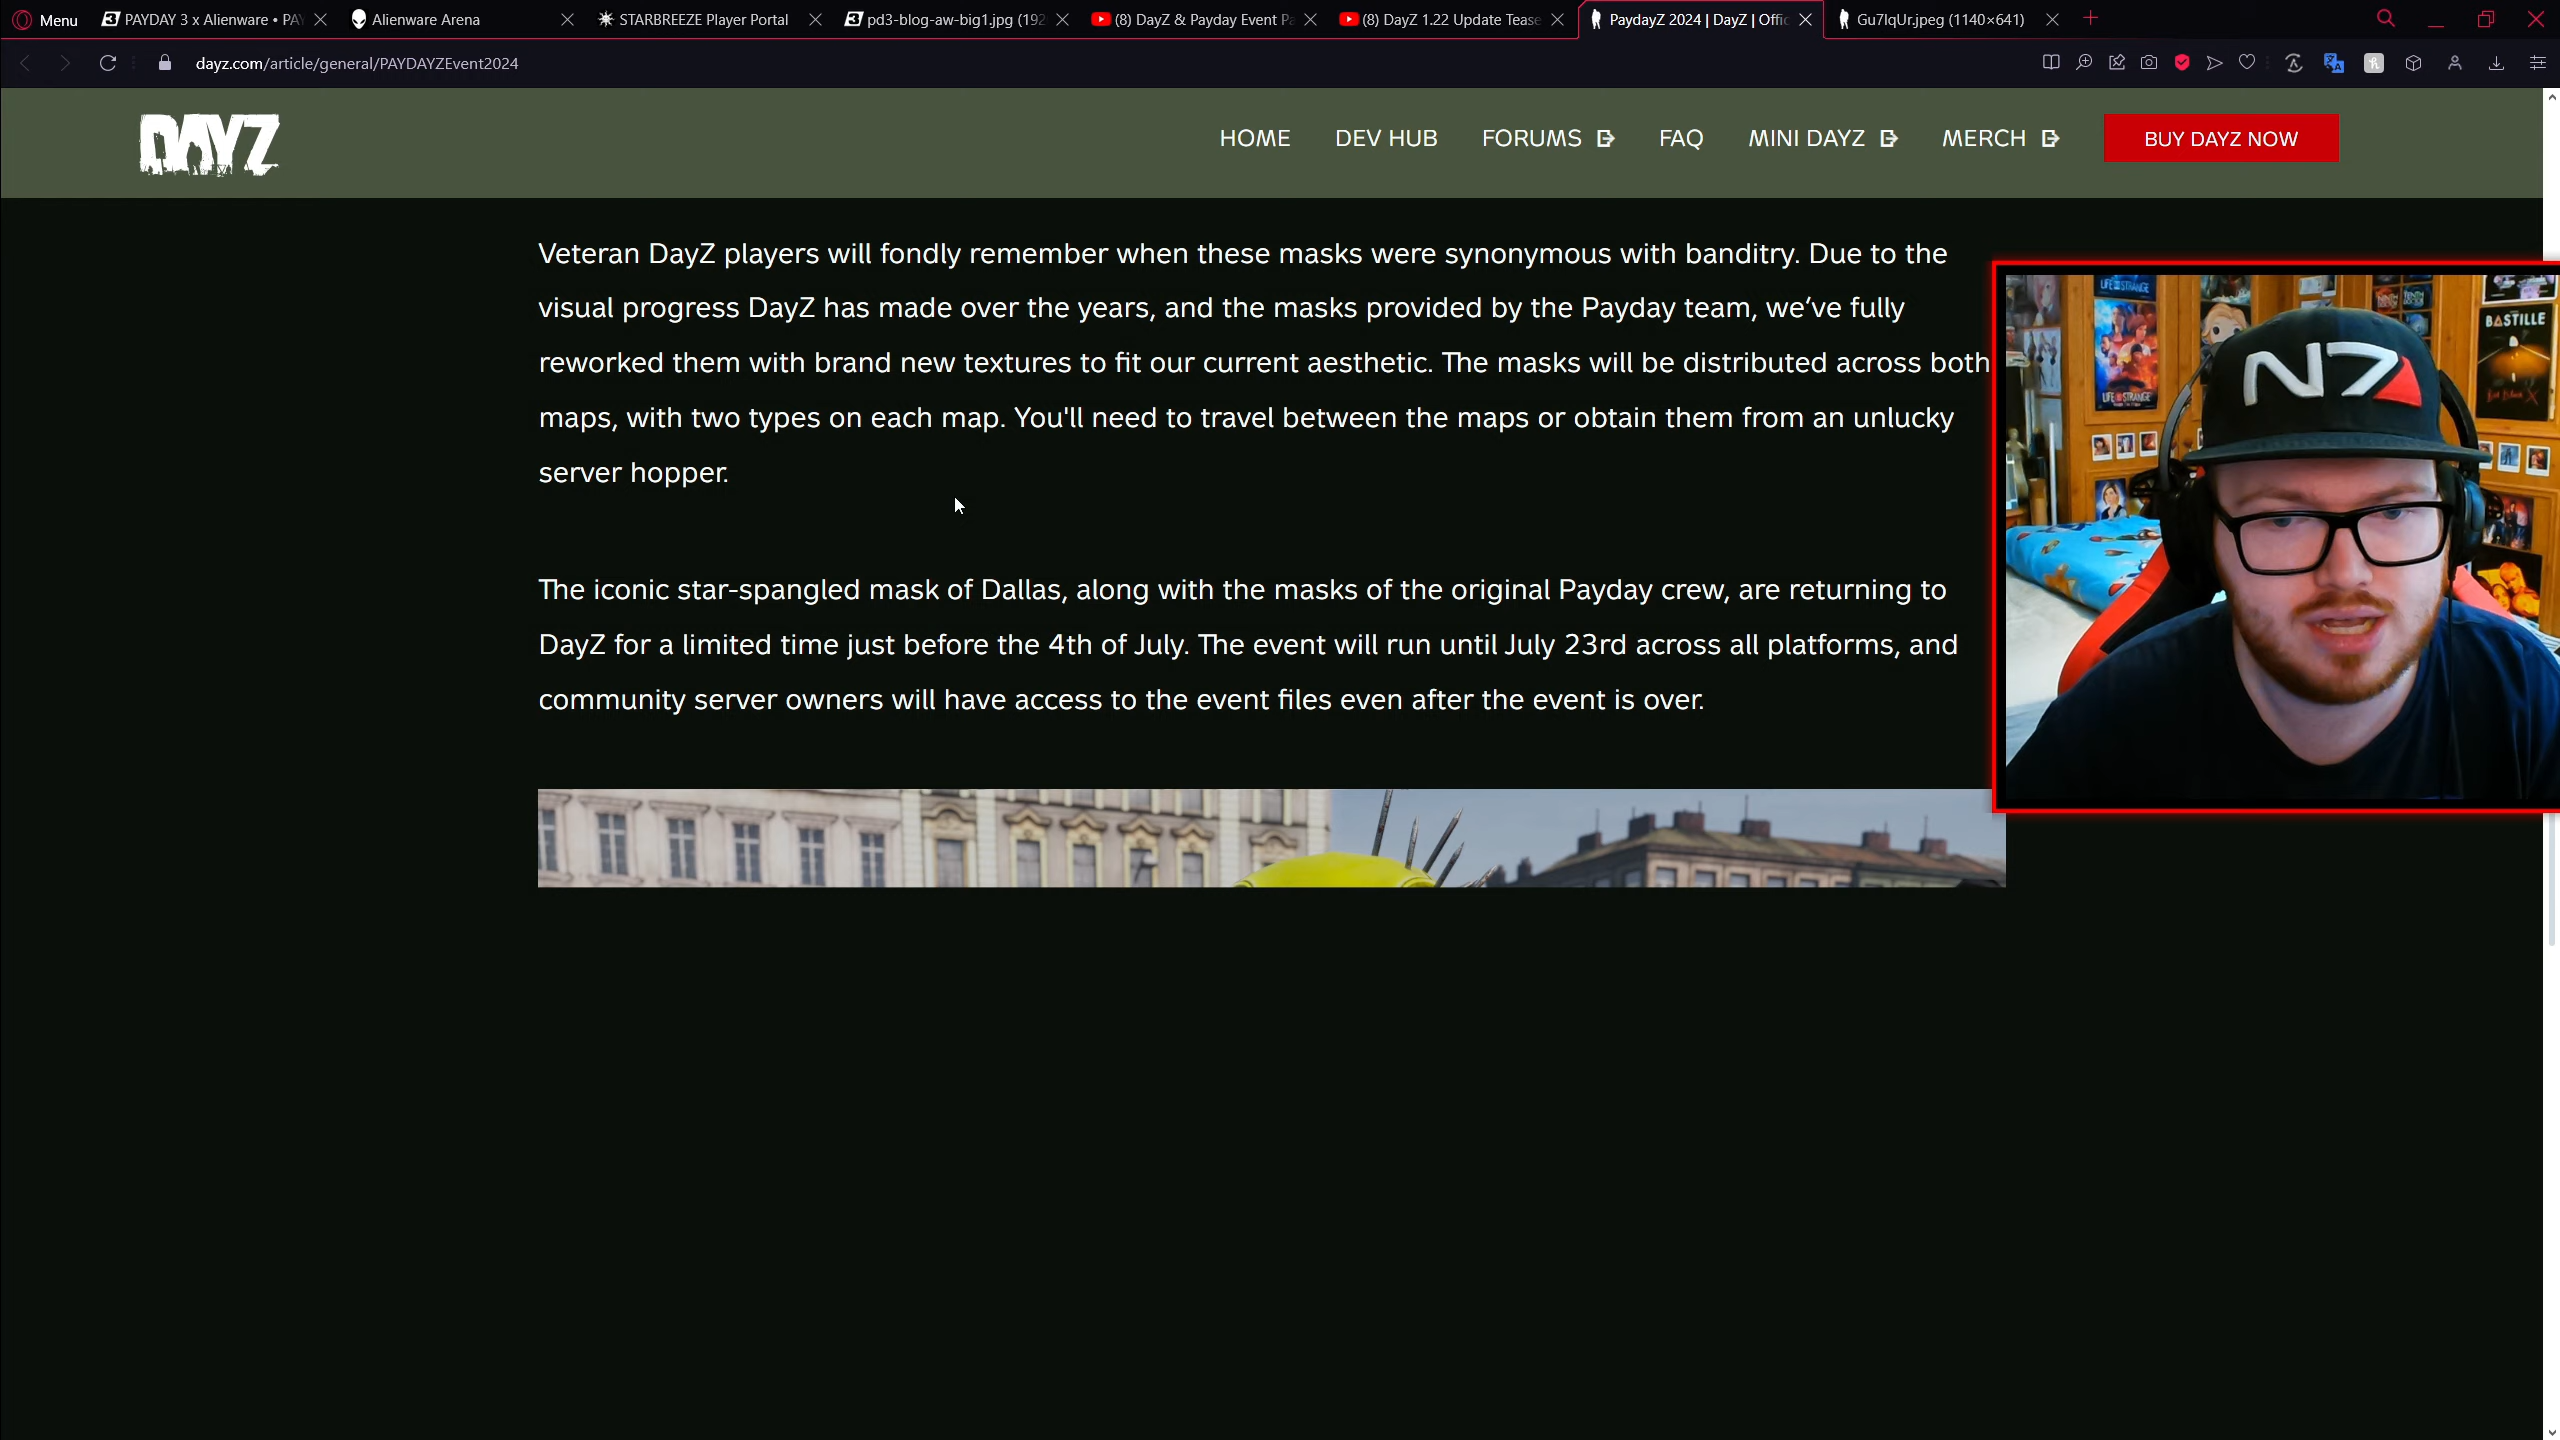 Menu
PAYDAY 3 x Alienware • PAY
Alienware Arena
STARBREEZE Player Portal
pd3-blog-aw-big1.jpg (192
(8) DayZ & Payday Event Pa
(8) DayZ 1.22 Update Tease
PaydayZ 2024 | DayZ | Offic
Gu7lqUr.jpeg (1140×641)
dayz.com/article/general/PAYDAYZEvent2024
DAYZ
HOME
DEV HUB
FORUMS
FAQ
MINI DAYZ
MERCH
BUY DAYZ NOW
Veteran DayZ players will fondly remember when these masks were synonymous with banditry. Due to the
visual progress DayZ has made over the years, and the masks provided by the Payday team, we’ve fully
reworked them with brand new textures to fit our current aesthetic. The masks will be distributed across both
maps, with two types on each map. You'll need to travel between the maps or obtain them from an unlucky
server hopper.
The iconic star-spangled mask of Dallas, along with the masks of the original Payday crew, are returning to
DayZ for a limited time just before the 4th of July. The event will run until July 23rd across all platforms, and
community server owners will have access to the event files even after the event is over.
LIFE IS STRANGE
LIFE IS STRANGE
BASTILLE
N7